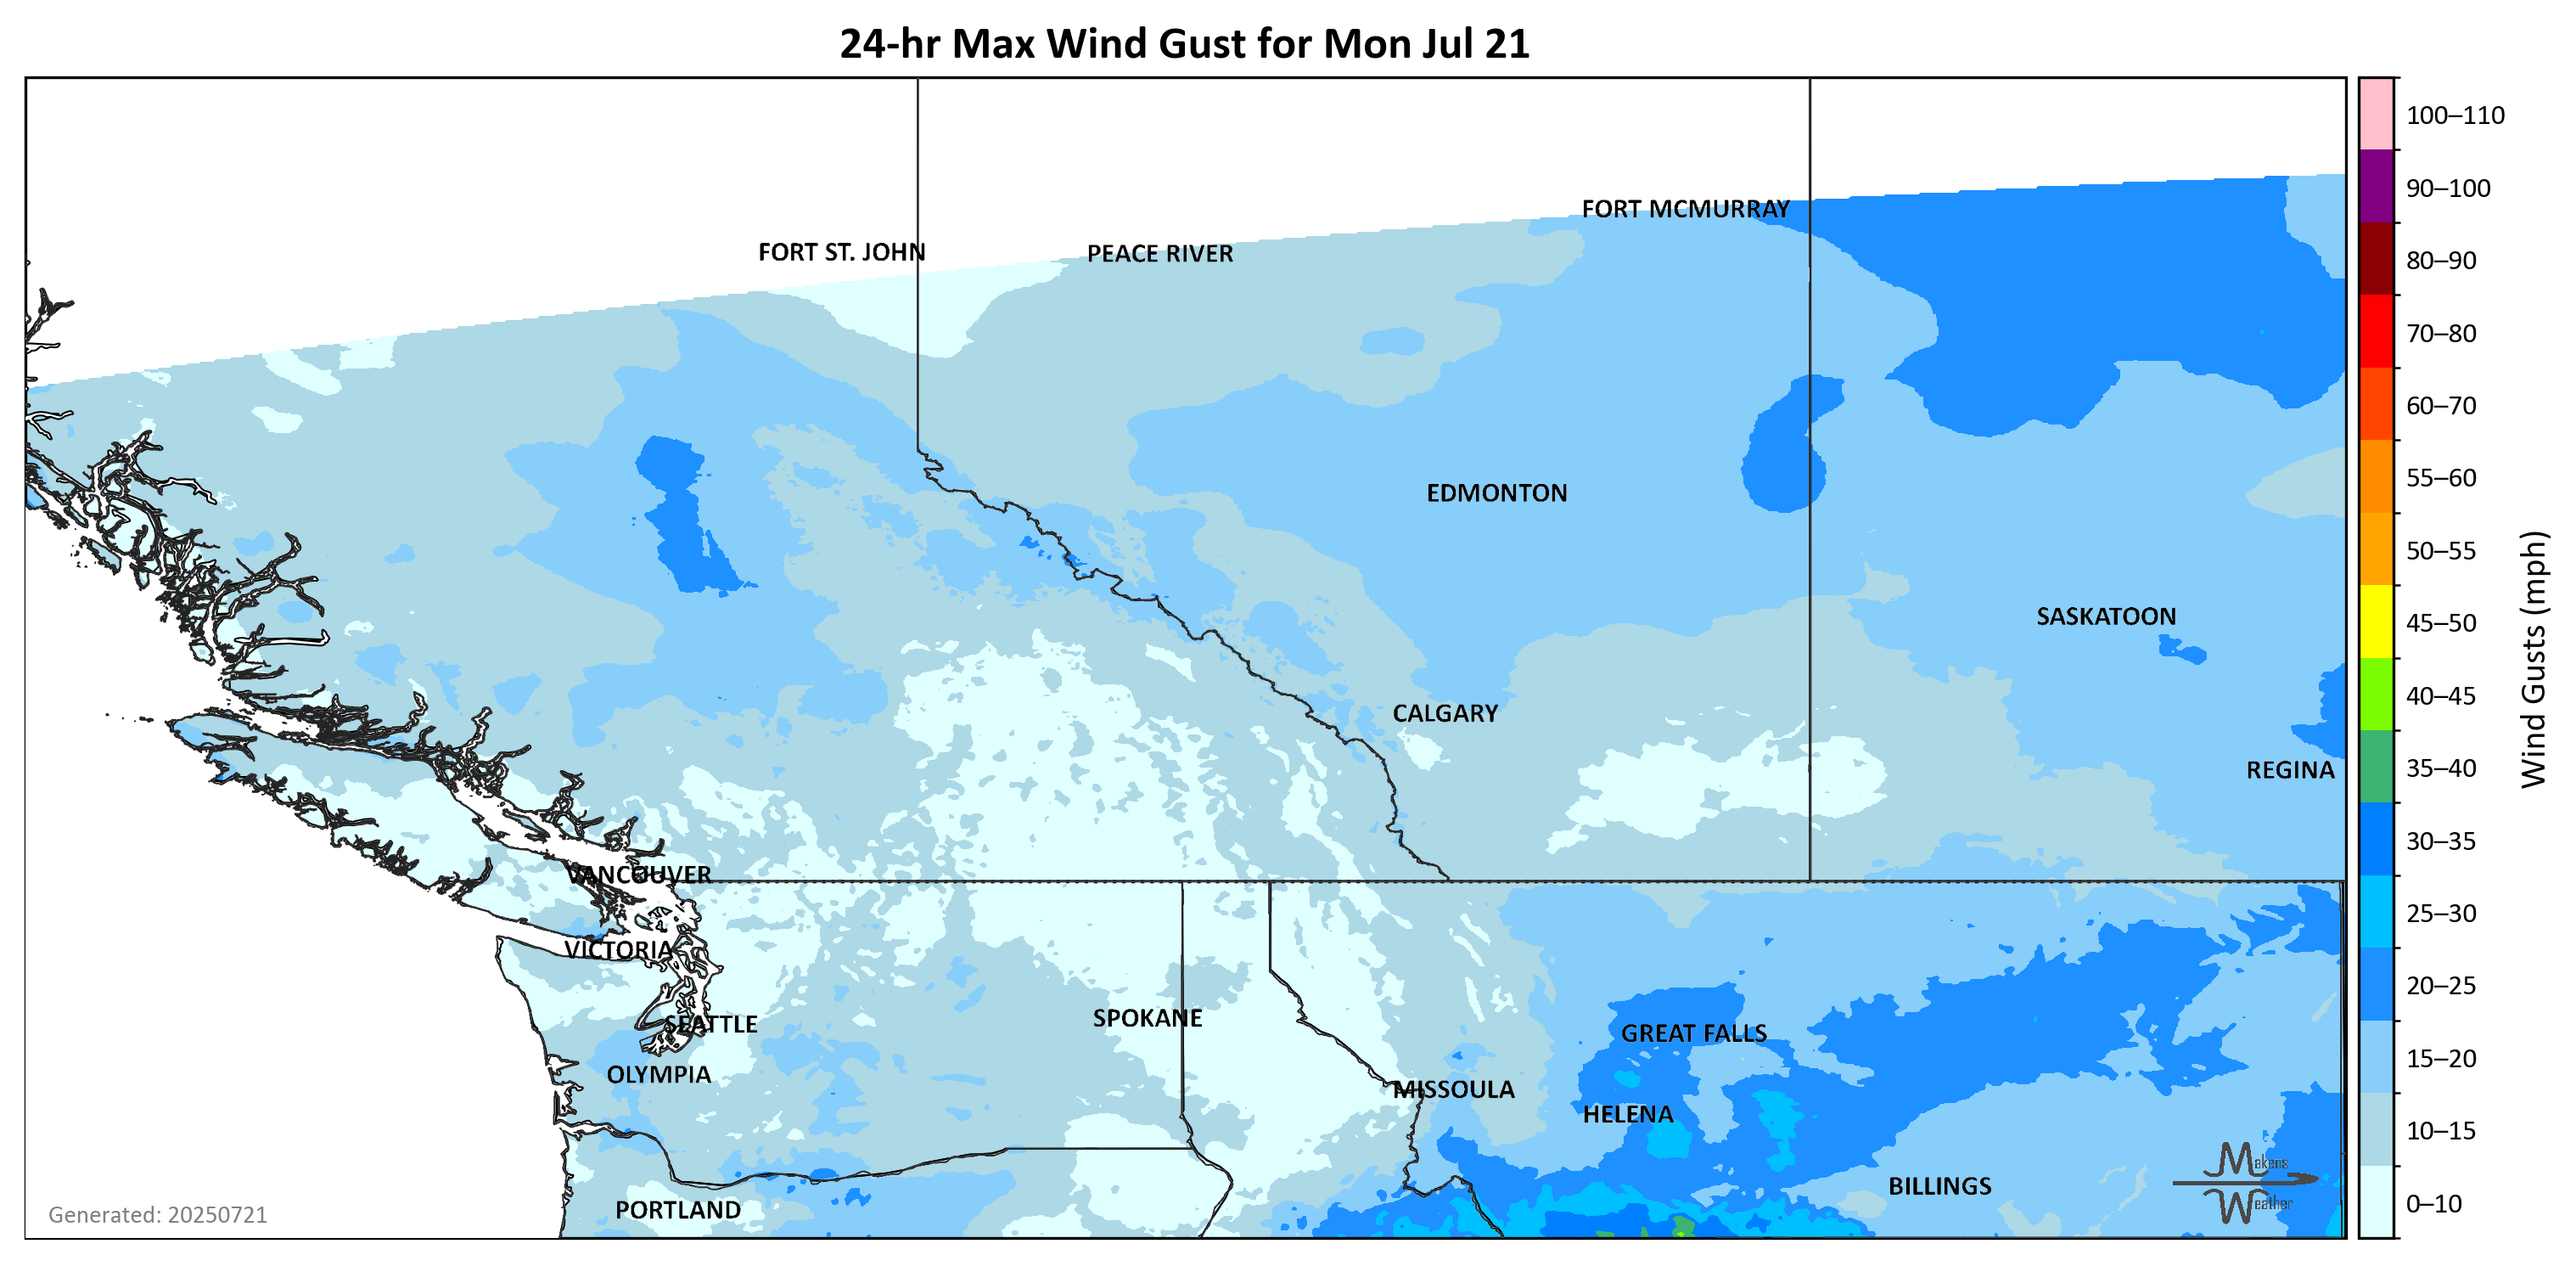 24-hr Max Wind Gust for Mon Jul 21
FORT MCMURRAY
FORT ST. JOHN
PEACE RIVER
EDMONTON
SASKATOON
CALGARY
REGINA
VANCOUVER
VICTORIA
SEATTLE
SPOKANE
GREAT FALLS
OLYMPIA
MISSOULA
HELENA
BILLINGS
PORTLAND
Makens
Weather
Generated: 20250721
100–110
90–100
80–90
70–80
60–70
55–60
50–55
45–50
40–45
35–40
30–35
25–30
20–25
15–20
10–15
0–10
Wind Gusts (mph)